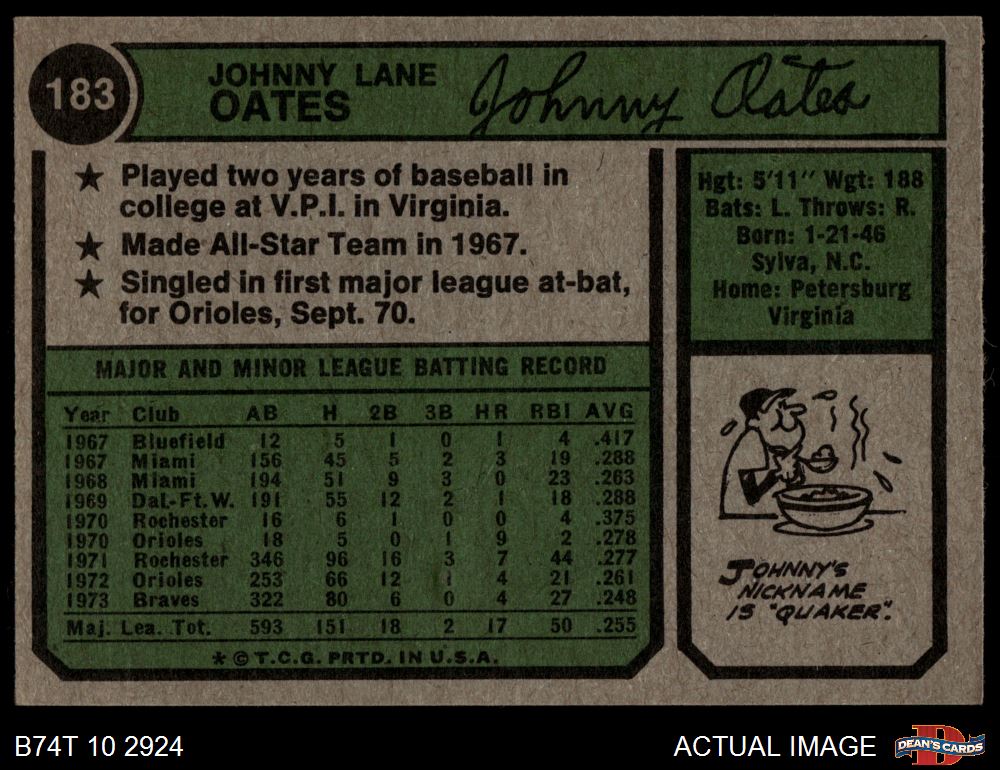 183
JOHNNY LANE
OATES
Johnny Oates
★ Played two years of baseball in
college at V.P.I. in Virginia.
★ Made All-Star Team in 1967.
★ Singled in first major league at-bat,
for Orioles, Sept. 70.
Hgt: 5'11" Wgt: 188
Bats: L. Throws: R.
Born: 1-21-46
Sylva, N.C.
Home: Petersburg
Virginia
MAJOR AND MINOR LEAGUE BATTING RECORD
Year Club AB H 2B 3B HR RBI AVG
1967 Bluefield 12 5 1 0 1 4 .417
1967 Miami 156 45 5 2 3 19 .288
1968 Miami 194 51 9 3 0 23 .263
1969 Dal-Ft.W. 191 55 12 2 1 18 .288
1970 Rochester 16 6 1 0 0 4 .375
1970 Orioles 18 5 0 1 9 2 .278
1971 Rochester 346 96 16 3 7 44 .277
1972 Orioles 253 66 12 1 4 21 .261
1973 Braves 322 80 6 0 4 27 .248
Maj. Lea. Tot. 593 151 18 2 17 50 .255
* © T.C.G. PRTD. IN U.S.A.
JOHNNY'S
NICKNAME
IS "QUAKER".
B74T 10 2924
ACTUAL IMAGE
DEAN'S CARDS